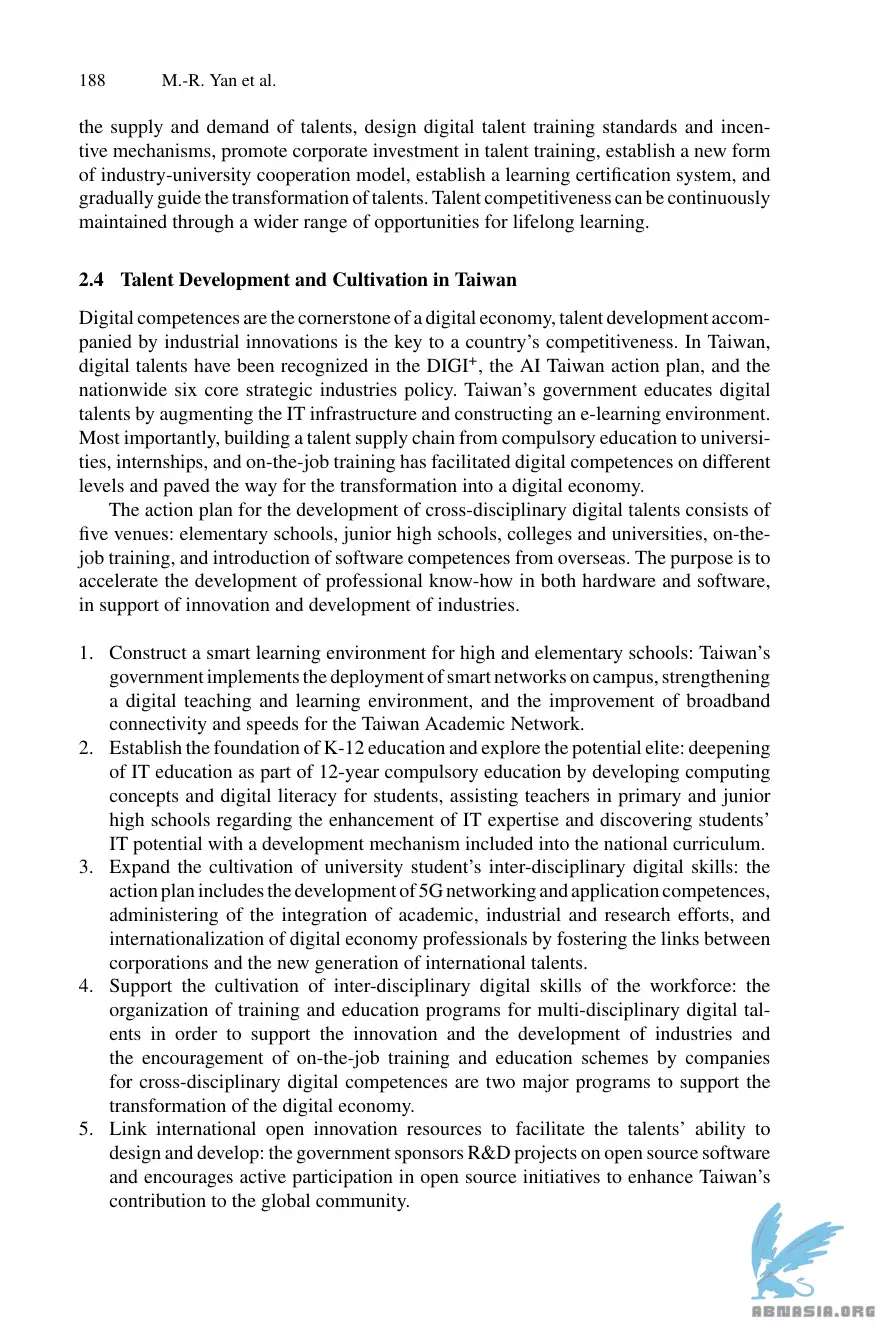 188 M.-R. Yan et al.
the supply and demand of talents, design digital talent training standards and incen-
tive mechanisms, promote corporate investment in talent training, establish a new form
of industry-university cooperation model, establish a learning certification system, and
gradually guide the transformation of talents. Talent competitiveness can be continuously
maintained through a wider range of opportunities for lifelong learning.
2.4 Talent Development and Cultivation in Taiwan
Digital competences are the cornerstone of a digital economy, talent development accom-
panied by industrial innovations is the key to a country's competitiveness. In Taiwan,
digital talents have been recognized in the DIGI⁺, the AI Taiwan action plan, and the
nationwide six core strategic industries policy. Taiwan's government educates digital
talents by augmenting the IT infrastructure and constructing an e-learning environment.
Most importantly, building a talent supply chain from compulsory education to universi-
ties, internships, and on-the-job training has facilitated digital competences on different
levels and paved the way for the transformation into a digital economy.
The action plan for the development of cross-disciplinary digital talents consists of
five venues: elementary schools, junior high schools, colleges and universities, on-the-
job training, and introduction of software competences from overseas. The purpose is to
accelerate the development of professional know-how in both hardware and software,
in support of innovation and development of industries.
1. Construct a smart learning environment for high and elementary schools: Taiwan's
government implements the deployment of smart networks on campus, strengthening
a digital teaching and learning environment, and the improvement of broadband
connectivity and speeds for the Taiwan Academic Network.
2. Establish the foundation of K-12 education and explore the potential elite: deepening
of IT education as part of 12-year compulsory education by developing computing
concepts and digital literacy for students, assisting teachers in primary and junior
high schools regarding the enhancement of IT expertise and discovering students'
IT potential with a development mechanism included into the national curriculum.
3. Expand the cultivation of university student's inter-disciplinary digital skills: the
action plan includes the development of 5G networking and application competences,
administering of the integration of academic, industrial and research efforts, and
internationalization of digital economy professionals by fostering the links between
corporations and the new generation of international talents.
4. Support the cultivation of inter-disciplinary digital skills of the workforce: the
organization of training and education programs for multi-disciplinary digital tal-
ents in order to support the innovation and the development of industries and
the encouragement of on-the-job training and education schemes by companies
for cross-disciplinary digital competences are two major programs to support the
transformation of the digital economy.
5. Link international open innovation resources to facilitate the talents' ability to
design and develop: the government sponsors R&D projects on open source software
and encourages active participation in open source initiatives to enhance Taiwan's
contribution to the global community.
ABNASIA.ORG